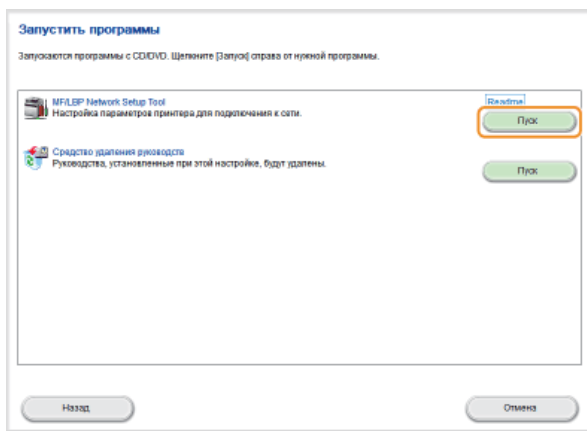 Запустить программы
Запускаются программы с CD/DVD. Щелкните [Запуск] справа от нужной программы.
MF/LBP Network Setup Tool
Readme
Настройка параметров принтера для подключения к сети.
Пуск
Средство удаления руководств
Руководства, установленные при этой настройке, будут удалены.
Пуск
Назад
Отмена